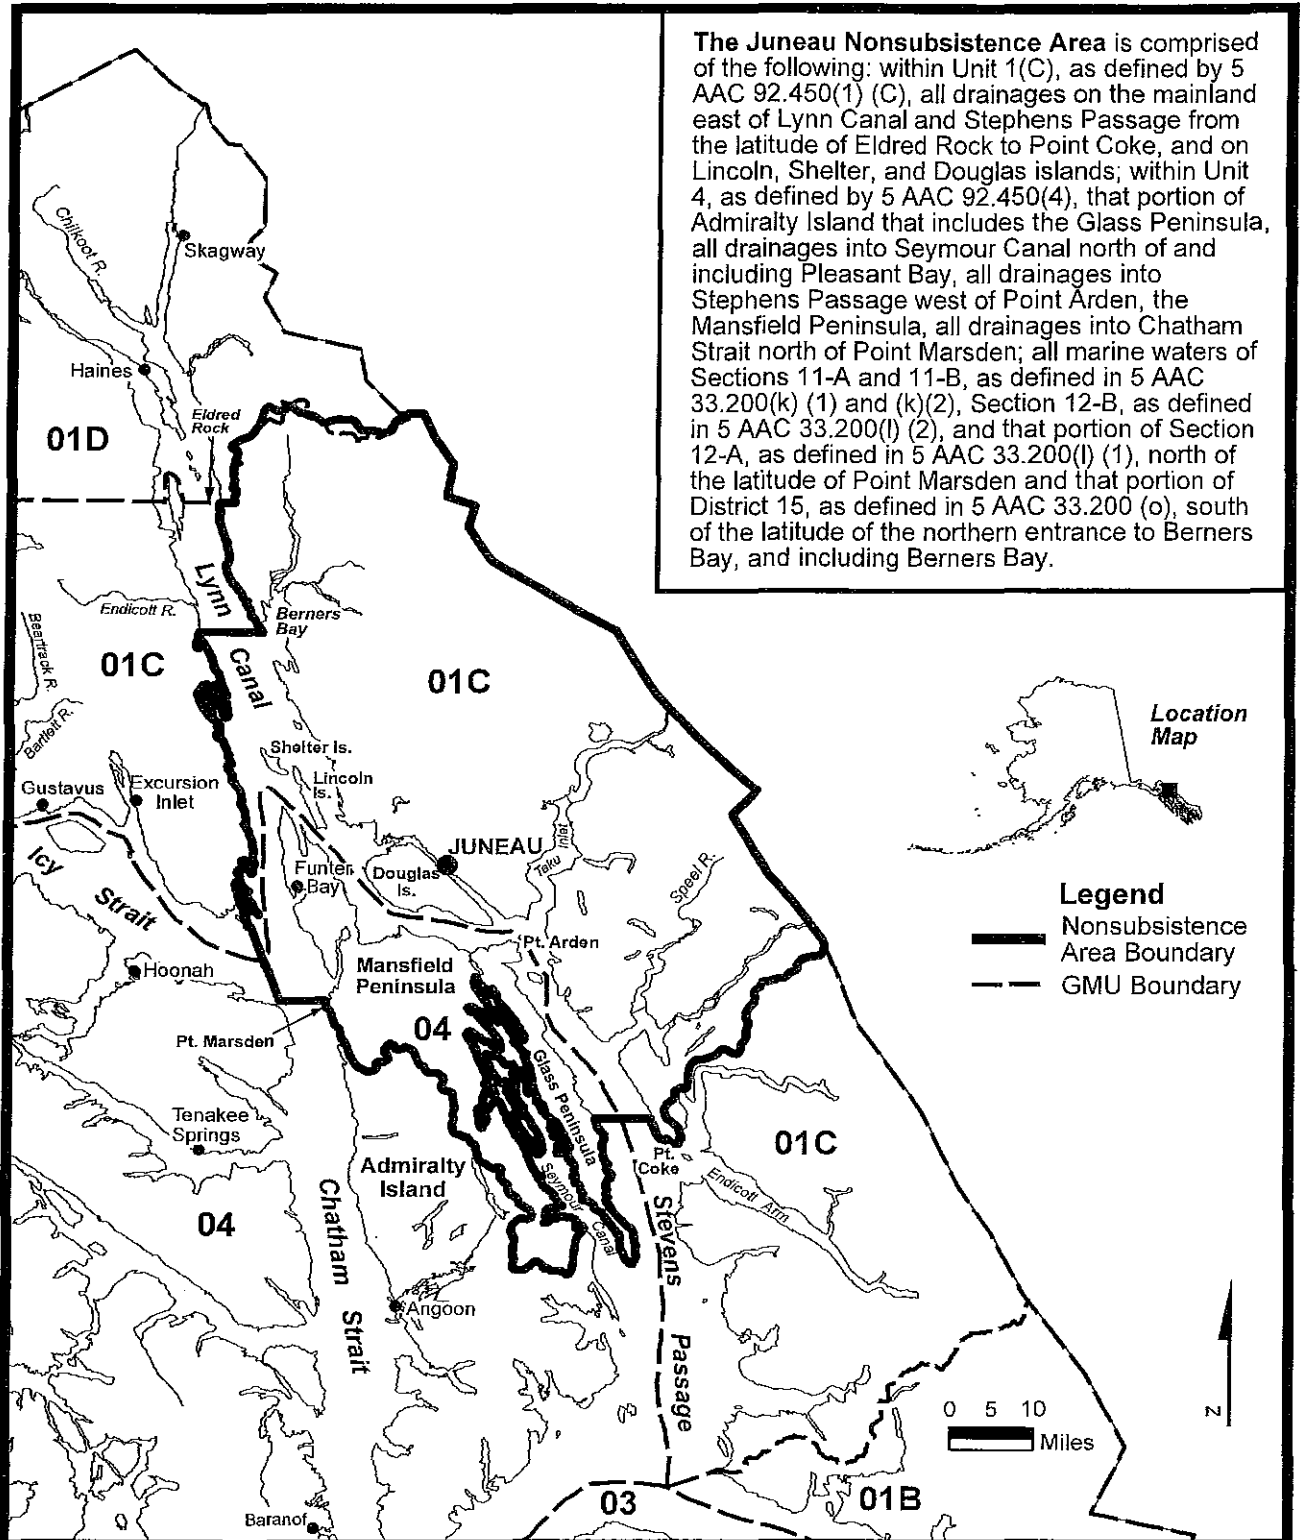 The Juneau Nonsubsistence Area is comprised
of the following: within Unit 1(C), as defined by 5
AAC 92.450(1) (C), all drainages on the mainland
east of Lynn Canal and Stephens Passage from
the latitude of Eldred Rock to Point Coke, and on
Lincoln, Shelter, and Douglas islands; within Unit
4, as defined by 5 AAC 92.450(4), that portion of
Admiralty Island that includes the Glass Peninsula,
all drainages into Seymour Canal north of and
including Pleasant Bay, all drainages into
Stephens Passage west of Point Arden, the
Mansfield Peninsula, all drainages into Chatham
Strait north of Point Marsden; all marine waters of
Sections 11-A and 11-B, as defined in 5 AAC
33.200(k) (1) and (k)(2), Section 12-B, as defined
in 5 AAC 33.200(l) (2), and that portion of Section
12-A, as defined in 5 AAC 33.200(l) (1), north of
the latitude of Point Marsden and that portion of
District 15, as defined in 5 AAC 33.200 (o), south
of the latitude of the northern entrance to Berners
Bay, and including Berners Bay.
Chilkoot R.
Skagway
Haines
Eldred
Rock
01D
Lynn
Canal
Endicott R.
Berners
Bay
Beartrack R.
01C
01C
Bartlett R.
Location
Map
Shelter Is.
Lincoln
Is.
Gustavus
Excursion
Inlet
JUNEAU
Taku Inlet
Icy
Strait
Funter
Bay
Douglas
Is.
Speel R.
Legend
Nonsubsistence
Area Boundary
GMU Boundary
Pt. Arden
Hoonah
Mansfield
Peninsula
04
Pt. Marsden
Glass Peninsula
Tenakee
Springs
01C
Pt.
Coke
Admiralty
Island
Seymour
Canal
Endicott Arm
04
Chatham
Strait
Stevens
Passage
Angoon
0 5 10
Miles
N
03
01B
Baranof